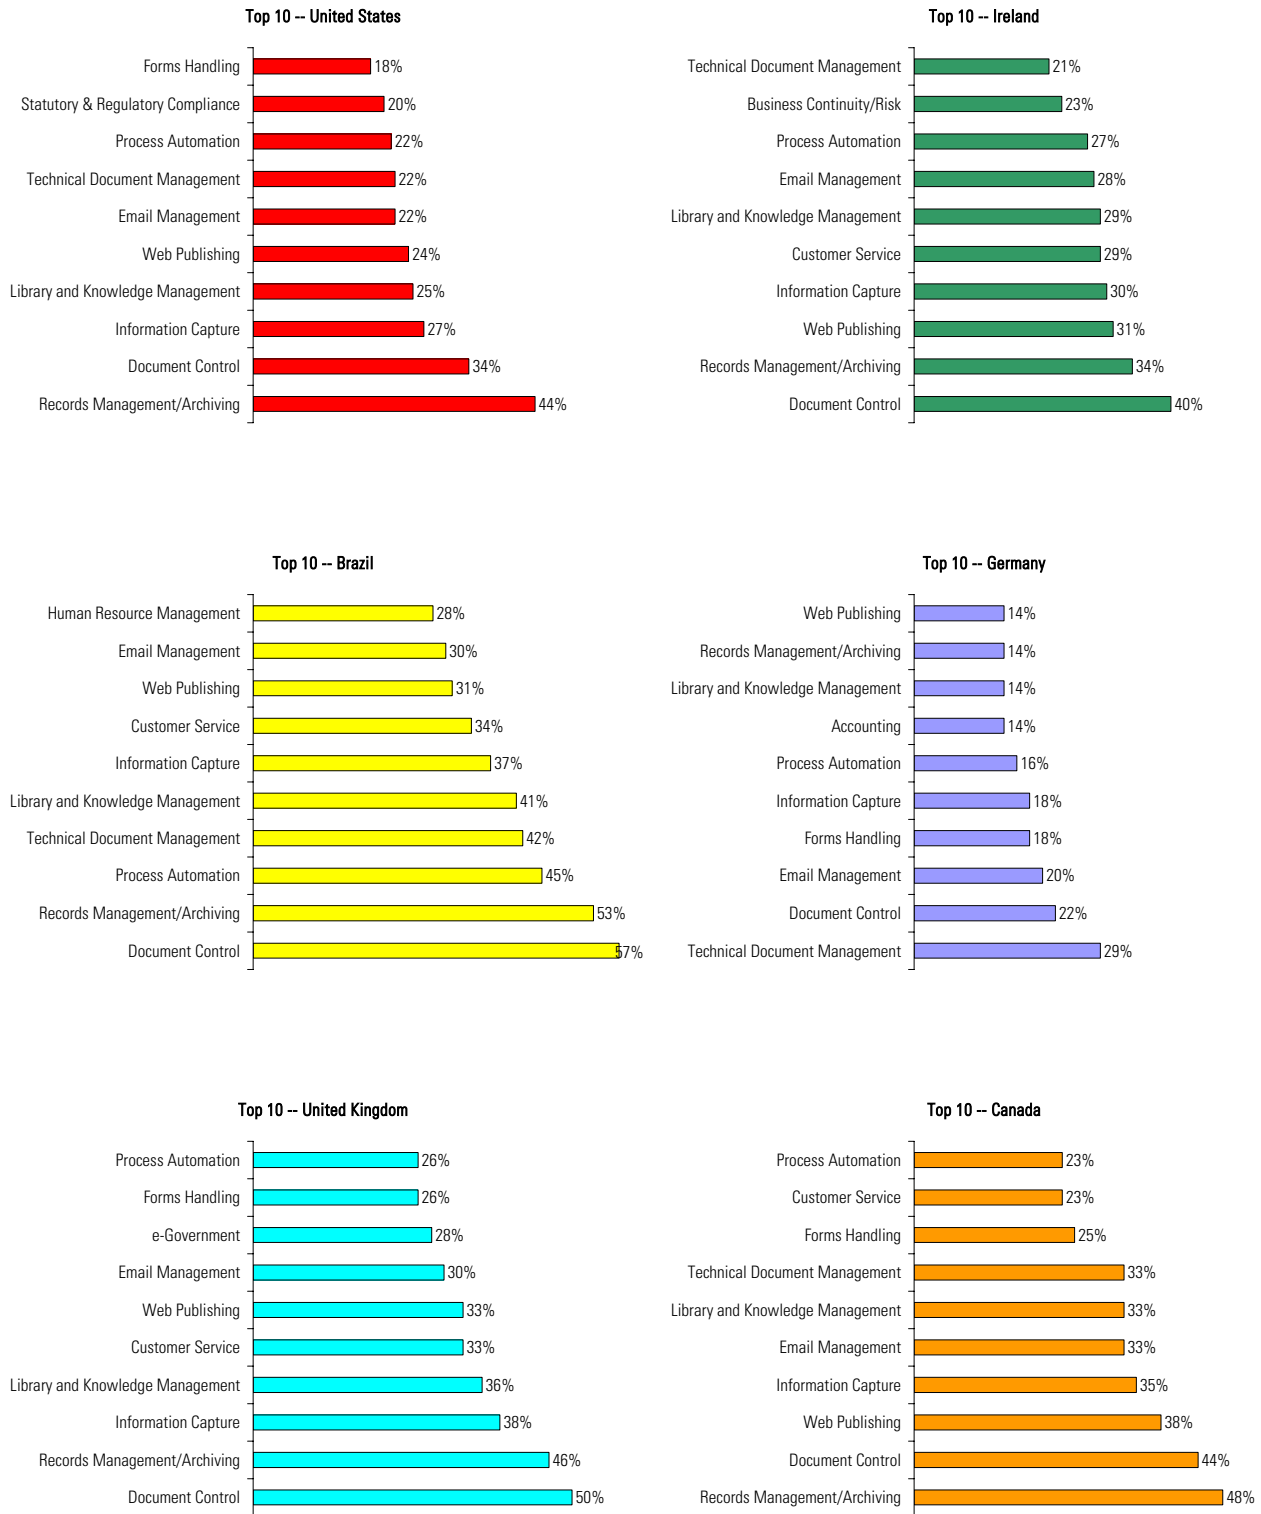 Top 10 -- United States
Forms Handling 18%
Statutory & Regulatory Compliance 20%
Process Automation 22%
Technical Document Management 22%
Email Management 22%
Web Publishing 24%
Library and Knowledge Management 25%
Information Capture 27%
Document Control 34%
Records Management/Archiving 44%
Top 10 -- Ireland
Technical Document Management 21%
Business Continuity/Risk 23%
Process Automation 27%
Email Management 28%
Library and Knowledge Management 29%
Customer Service 29%
Information Capture 30%
Web Publishing 31%
Records Management/Archiving 34%
Document Control 40%
Top 10 -- Brazil
Human Resource Management 28%
Email Management 30%
Web Publishing 31%
Customer Service 34%
Information Capture 37%
Library and Knowledge Management 41%
Technical Document Management 42%
Process Automation 45%
Records Management/Archiving 53%
Document Control 57%
Top 10 -- Germany
Web Publishing 14%
Records Management/Archiving 14%
Library and Knowledge Management 14%
Accounting 14%
Process Automation 16%
Information Capture 18%
Forms Handling 18%
Email Management 20%
Document Control 22%
Technical Document Management 29%
Top 10 -- United Kingdom
Process Automation 26%
Forms Handling 26%
e-Government 28%
Email Management 30%
Web Publishing 33%
Customer Service 33%
Library and Knowledge Management 36%
Information Capture 38%
Records Management/Archiving 46%
Document Control 50%
Top 10 -- Canada
Process Automation 23%
Customer Service 23%
Forms Handling 25%
Technical Document Management 33%
Library and Knowledge Management 33%
Email Management 33%
Information Capture 35%
Web Publishing 38%
Document Control 44%
Records Management/Archiving 48%